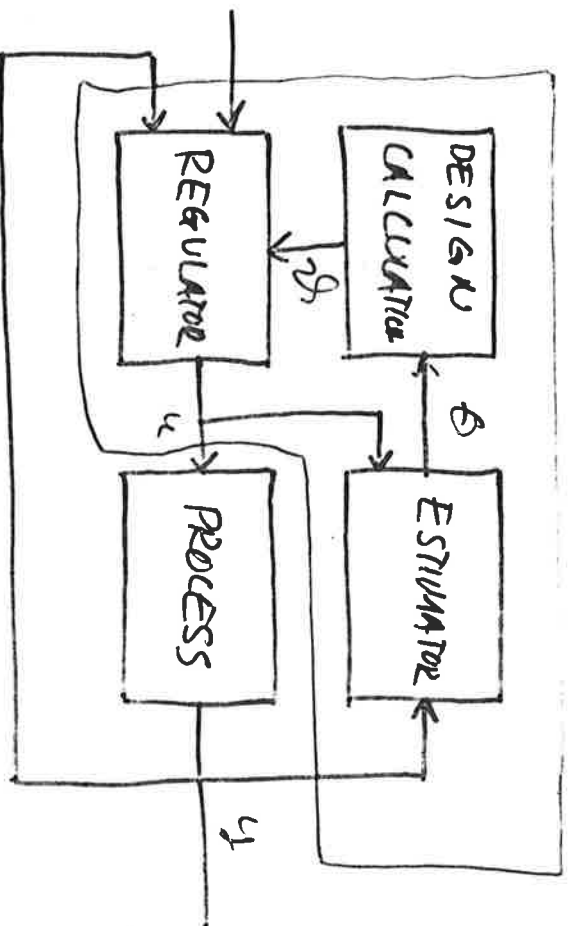 DESIGN
CALCULATION
θ
ESTIMATOR
ϑ
REGULATOR
u
PROCESS
y